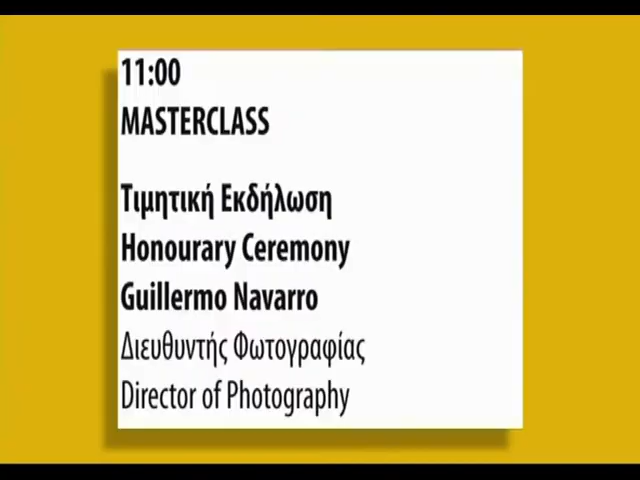 11:00
MASTERCLASS
Τιμητική Εκδήλωση
Honourary Ceremony
Guillermo Navarro
Διευθυντής Φωτογραφίας
Director of Photography